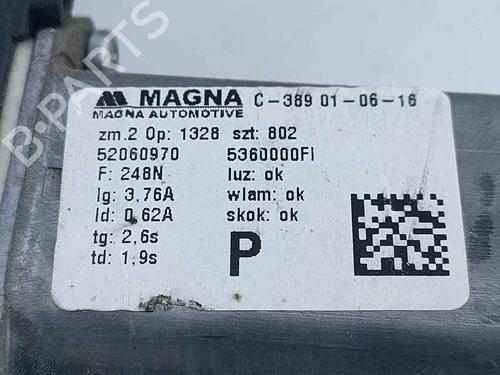 MAGNA C-389 01-06-16
MAGNA AUTOMOTIVE
zm.2 Op: 1328 szt: 802
52060970 5360000FI
F: 248N luz: ok
Ig: 3,76A wlam: ok
Id: 0,62A skok: ok
tg: 2,6s
td: 1,9s
P
B-PARTS